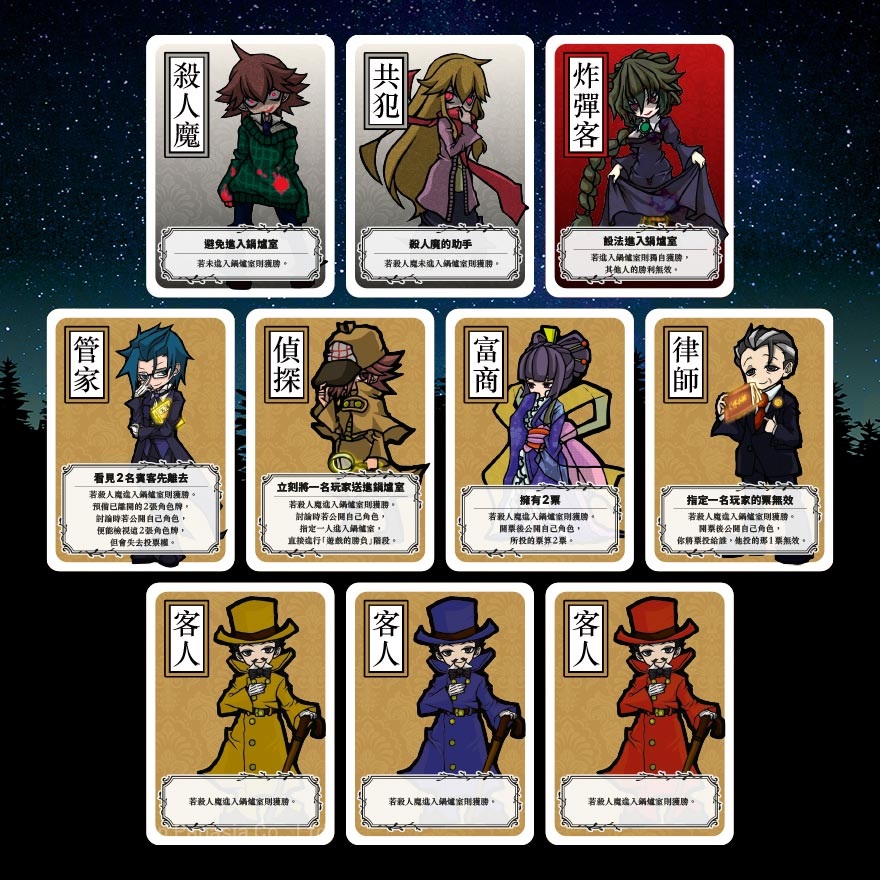 殺人魔
避免進入鍋爐室
若未進入鍋爐室則獲勝。
共犯
殺人魔的助手
若殺人魔未進入鍋爐室則獲勝。
炸彈客
設法進入鍋爐室
若進入鍋爐室則獨自獲勝，
其他人的勝利無效。
管家
看見2名賓客先離去
若殺人魔進入鍋爐室則獲勝。
預備已離開的2張角色牌，
討論時若公開自己角色，
便能檢視這2張角色牌，
但會失去投票權。
偵探
立刻將一名玩家送進鍋爐室
若殺人魔進入鍋爐室則獲勝。
討論時若公開自己角色，
指定一人進入鍋爐室，
直接進行「遊戲的勝負」階段。
富商
擁有2票
若殺人魔進入鍋爐室則獲勝。
開票後公開自己角色，
所投的票算2票。
律師
指定一名玩家的票無效
若殺人魔進入鍋爐室則獲勝。
開票後公開自己角色，
你將票投給誰，他投的那1票無效。
客人
若殺人魔進入鍋爐室則獲勝。
客人
若殺人魔進入鍋爐室則獲勝。
客人
若殺人魔進入鍋爐室則獲勝。